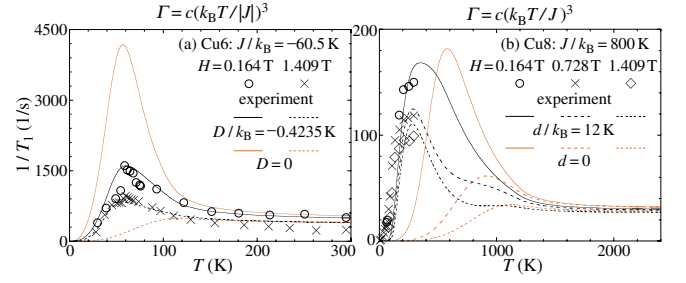 Γ = c(k_BT/|J|)^3
Γ = c(k_BT/J)^3
4500
3000
1500
0
1/T_1 (1/s)
(a) Cu6: J/k_B = −60.5 K
H = 0.164 T 1.409 T
experiment
D/k_B = −0.4235 K
D = 0
0 100 200 300
T (K)
200
100
0
(b) Cu8: J/k_B = 800 K
H = 0.164 T 0.728 T 1.409 T
experiment
d/k_B = 12 K
d = 0
0 1000 2000
T (K)